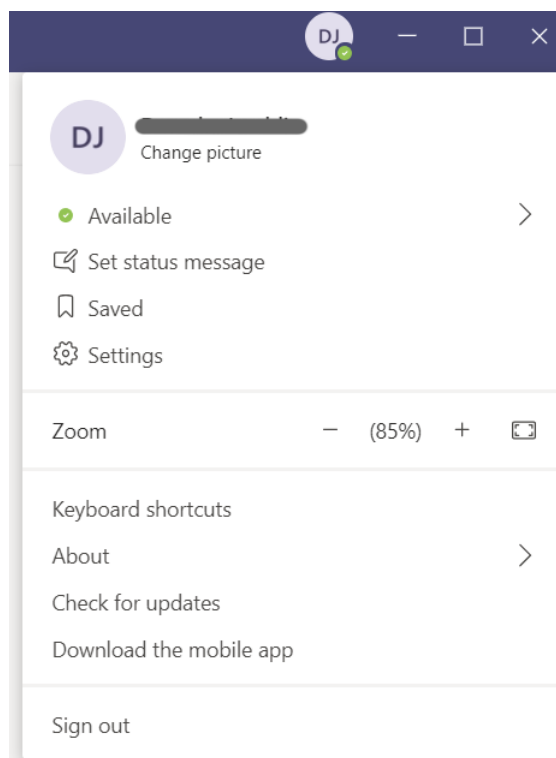 DJ
DJ
Change picture
Available
Set status message
Saved
Settings
Zoom (85%)
Keyboard shortcuts
About
Check for updates
Download the mobile app
Sign out